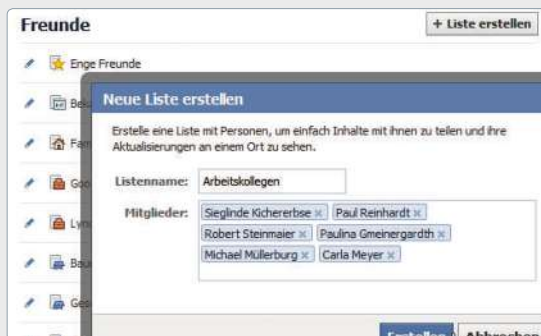 Freunde
+ Liste erstellen
Enge Freunde
Neue Liste erstellen
Erstelle eine Liste mit Personen, um einfach Inhalte mit ihnen zu teilen und ihre
Aktualisierungen an einem Ort zu sehen.
Listenname: Arbeitskollegen
Mitglieder: Sieglinde Kichererbse × Paul Reinhardt ×
Robert Steinmaier × Paulina Gmeinergardth ×
Michael Müllerburg × Carla Meyer ×
Erstellen Abbrechen